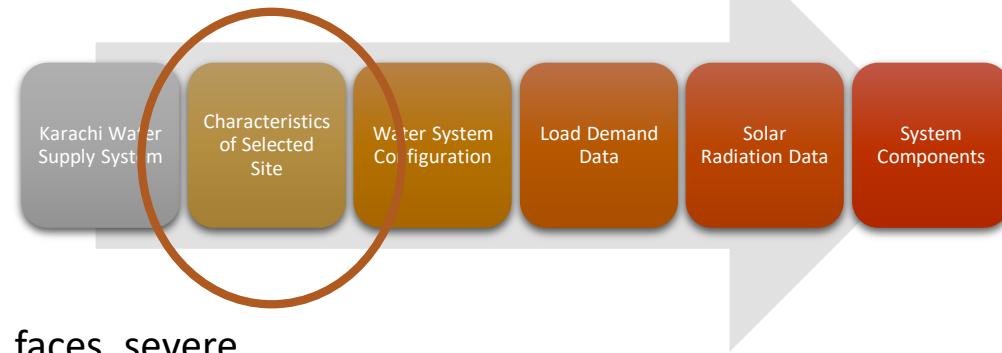 Karachi Water
Supply System
Characteristics
of Selected
Site
Water System
Configuration
Load Demand
Data
Solar
Radiation Data
System
Components
faces severe